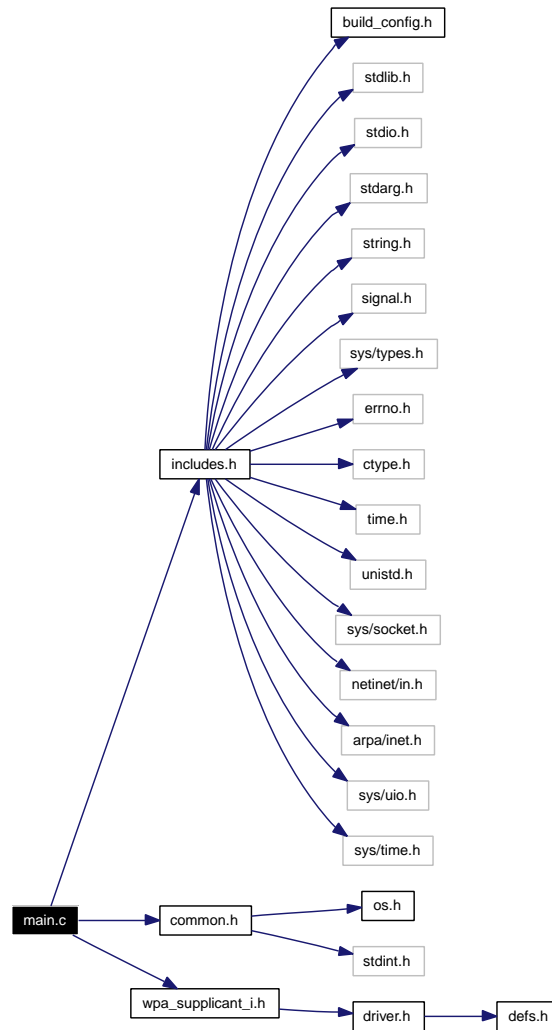 build_config.h
stdlib.h
stdio.h
stdarg.h
string.h
signal.h
sys/types.h
errno.h
includes.h
ctype.h
time.h
unistd.h
sys/socket.h
netinet/in.h
arpa/inet.h
sys/uio.h
sys/time.h
os.h
main.c
common.h
stdint.h
wpa_supplicant_i.h
driver.h
defs.h